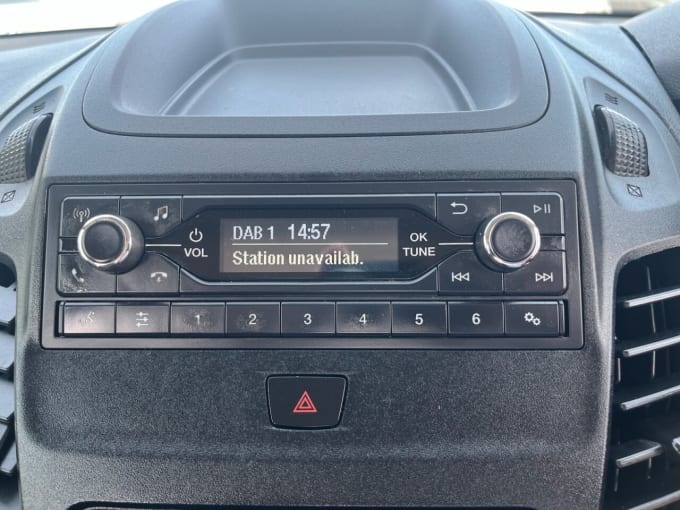 DAB 1 14:57
Station unavailab.
VOL
OK
TUNE
1 2 3 4 5 6